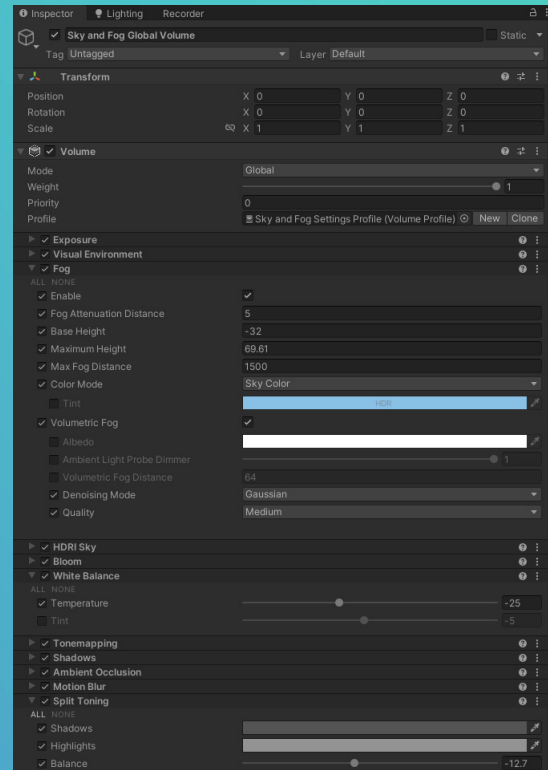 Inspector Lighting Recorder
Sky and Fog Global Volume Static
Tag Untagged Layer Default
Transform
Position X 0 Y 0 Z 0
Rotation X 0 Y 0 Z 0
Scale X 1 Y 1 Z 1
Volume
Mode Global
Weight 1
Priority 0
Profile Sky and Fog Settings Profile (Volume Profile) New Clone
Exposure
Visual Environment
Fog
ALL NONE
Enable
Fog Attenuation Distance 5
Base Height -32
Maximum Height 69.61
Max Fog Distance 1500
Color Mode Sky Color
Tint HDR
Volumetric Fog
Albedo
Ambient Light Probe Dimmer 1
Volumetric Fog Distance 64
Denoising Mode Gaussian
Quality Medium
HDRI Sky
Bloom
White Balance
ALL NONE
Temperature -25
Tint -5
Tonemapping
Shadows
Ambient Occlusion
Motion Blur
Split Toning
ALL NONE
Shadows
Highlights
Balance -12.7